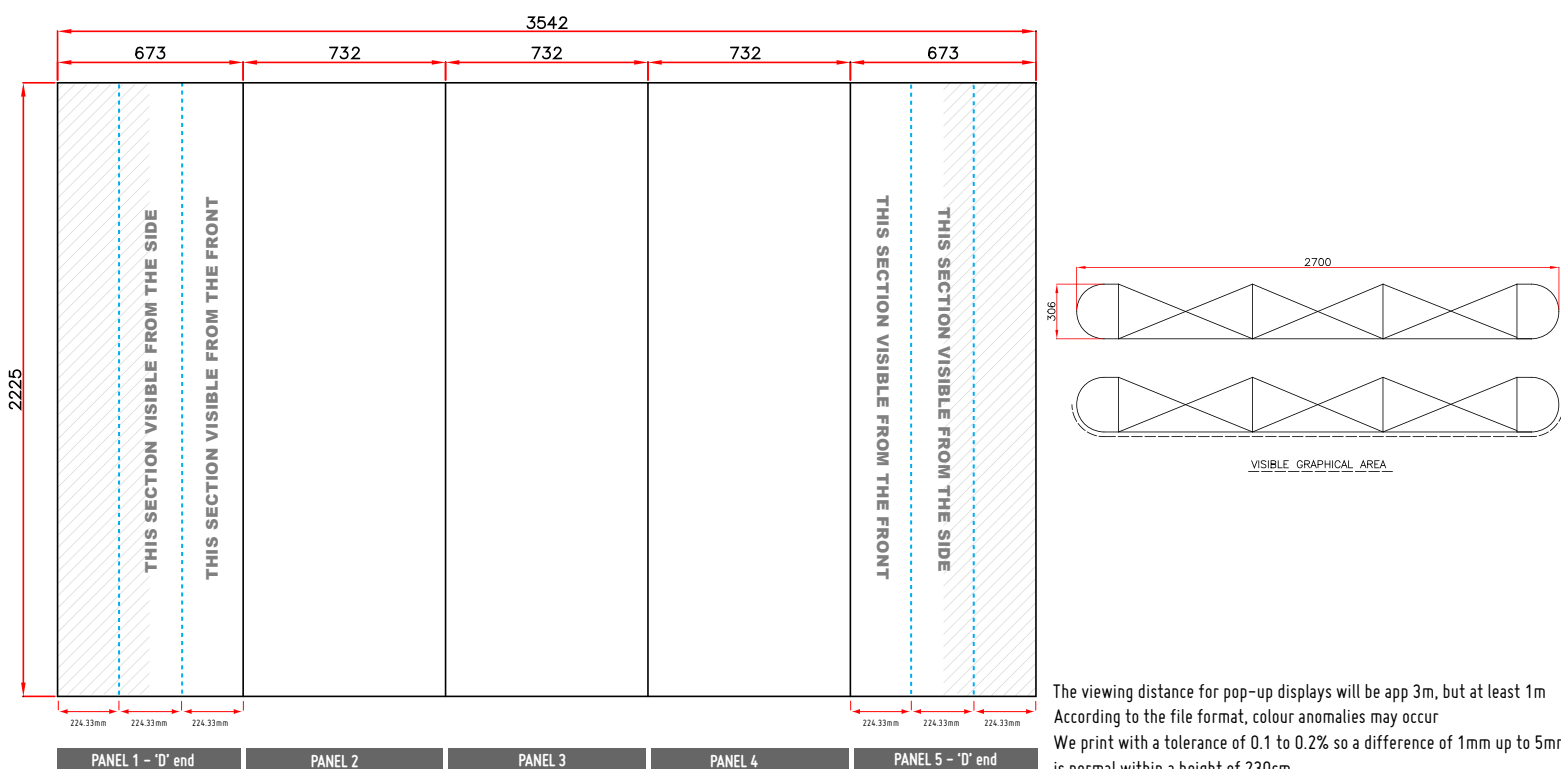 3542
673
732
732
732
673
2225
THIS SECTION VISIBLE FROM THE SIDE
THIS SECTION VISIBLE FROM THE FRONT
THIS SECTION VISIBLE FROM THE FRONT
THIS SECTION VISIBLE FROM THE SIDE
224.33mm
224.33mm
224.33mm
224.33mm
224.33mm
224.33mm
PANEL 1 - 'D' end
PANEL 2
PANEL 3
PANEL 4
PANEL 5 - 'D' end
2700
306
VISIBLE GRAPHICAL AREA
The viewing distance for pop-up displays will be app 3m, but at least 1m
According to the file format, colour anomalies may occur
We print with a tolerance of 0.1 to 0.2% so a difference of 1mm up to 5mm
is normal within a height of 230cm